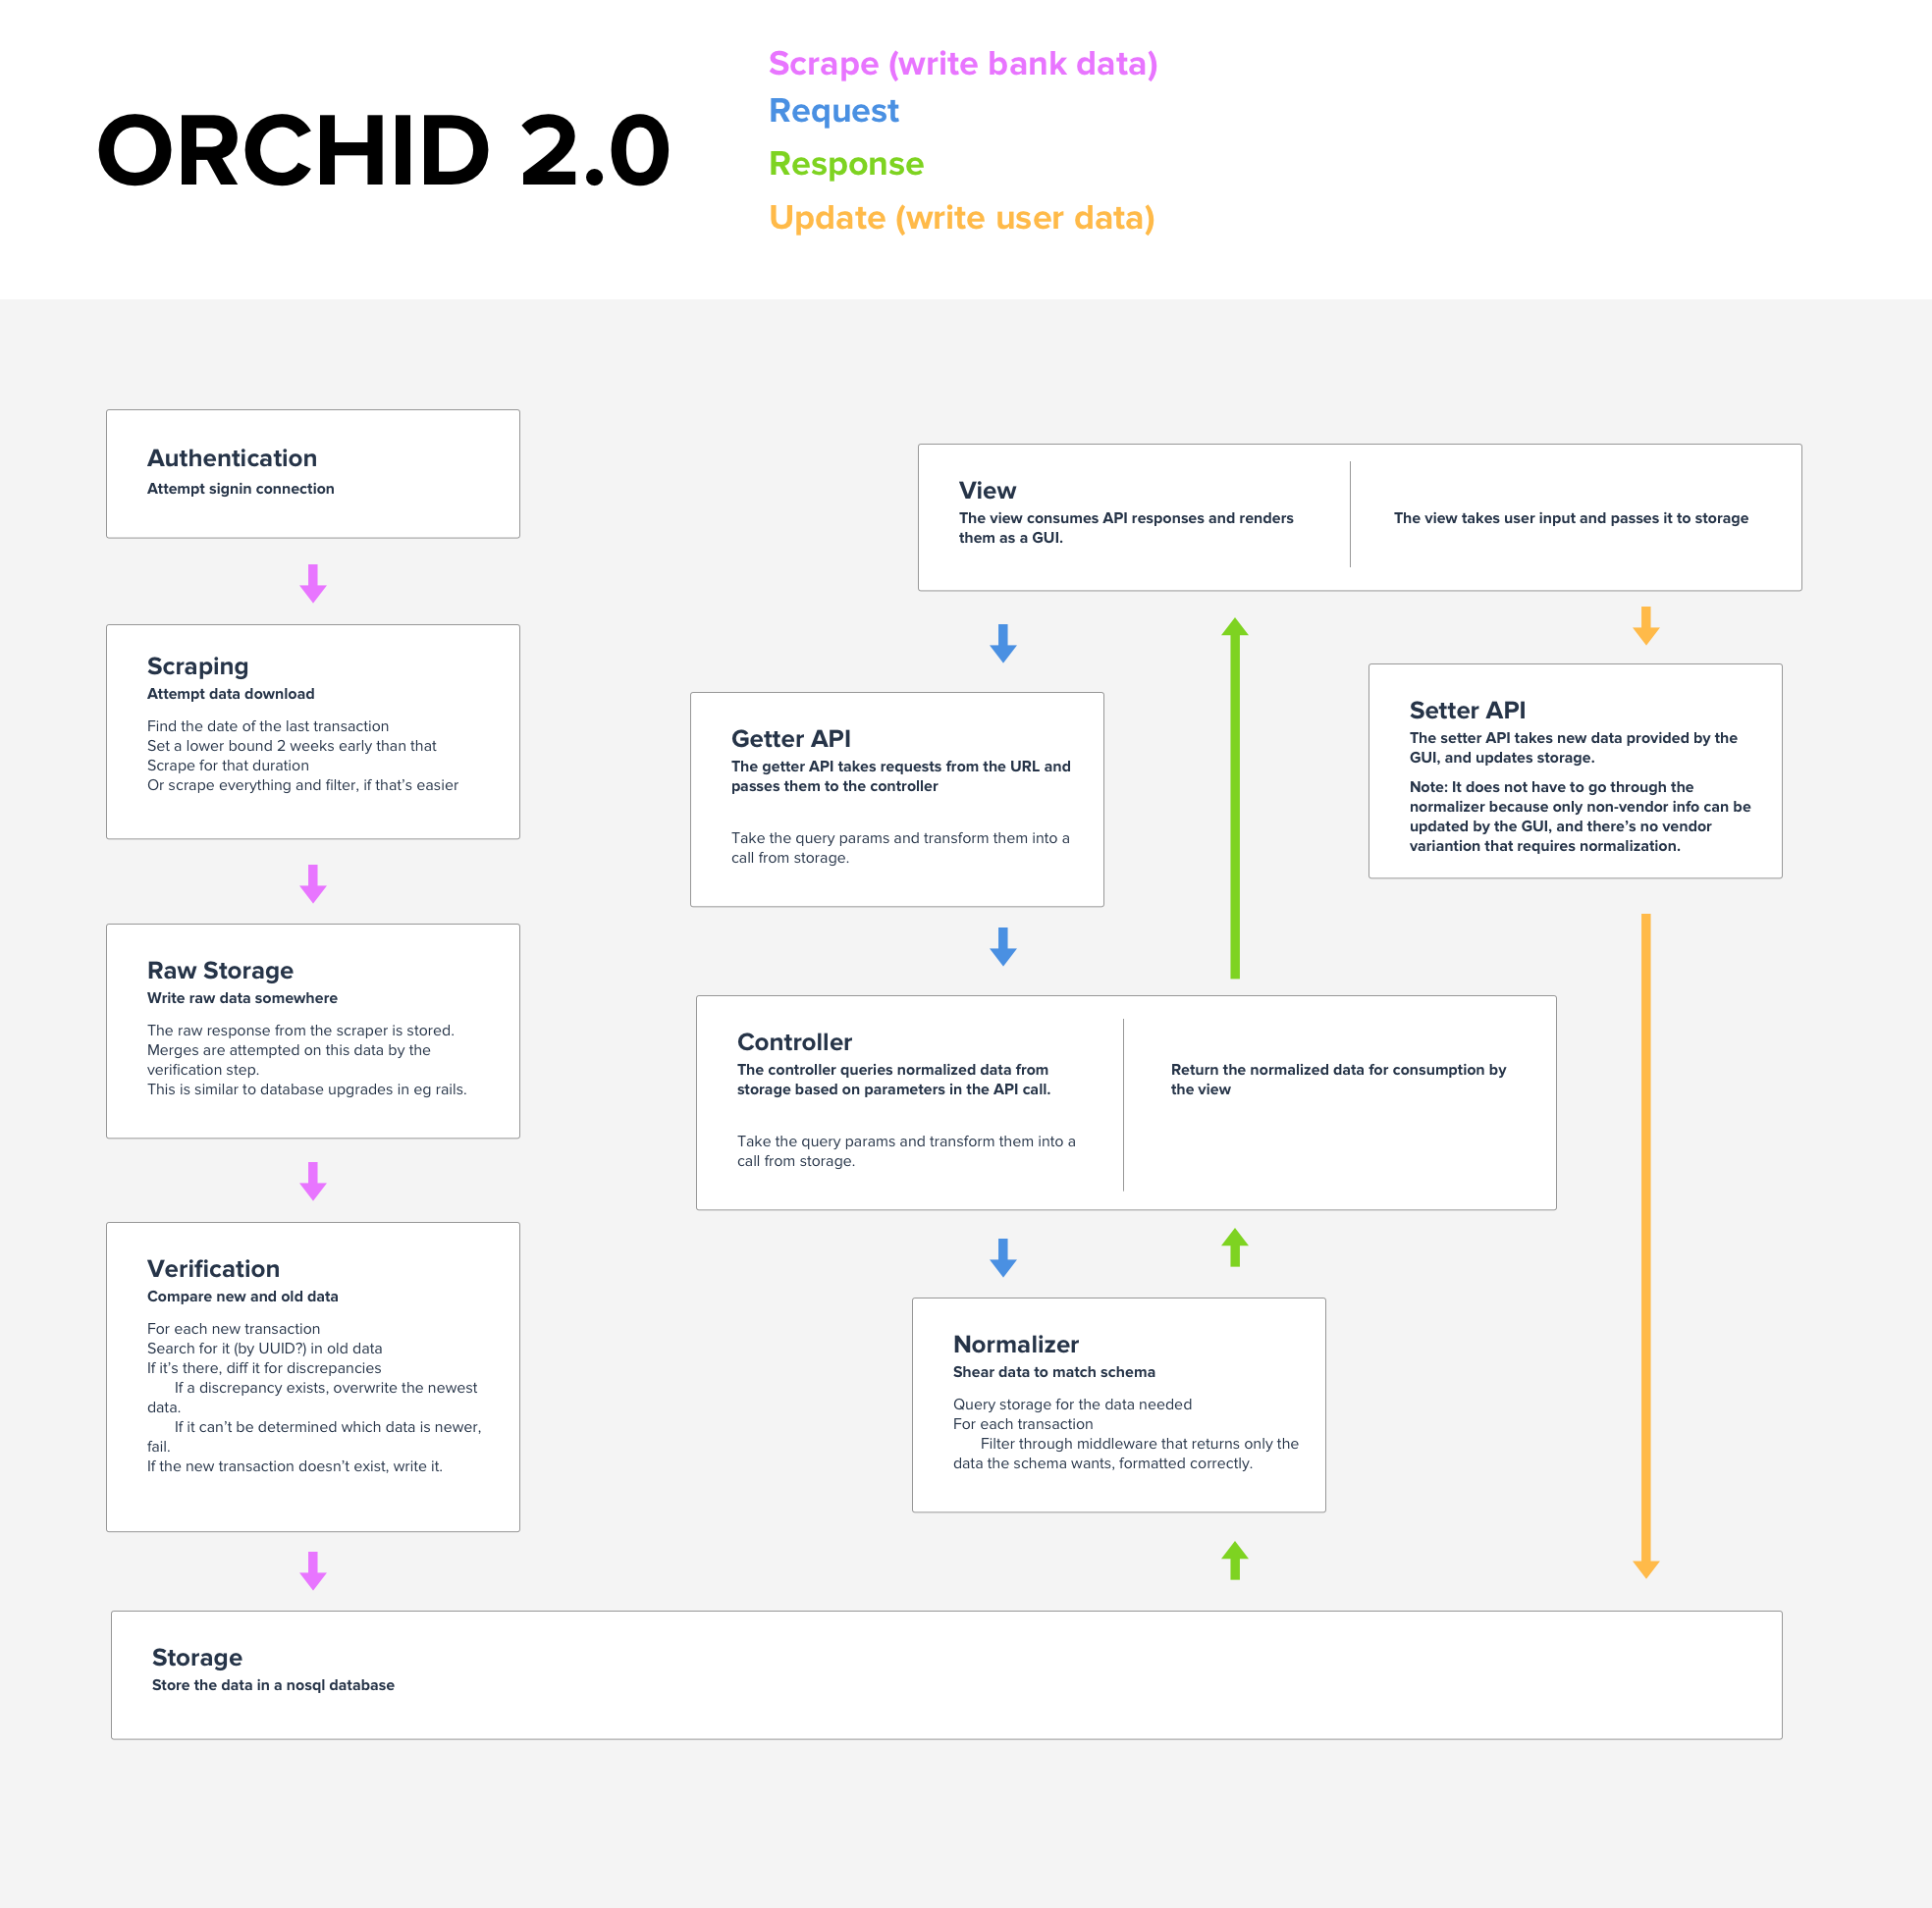 ORCHID 2.0
Scrape (write bank data)
Request
Response
Update (write user data)
Authentication
Attempt signin connection
Scraping
Attempt data download
Find the date of the last transaction
Set a lower bound 2 weeks early than that
Scrape for that duration
Or scrape everything and filter, if that’s easier
Raw Storage
Write raw data somewhere
The raw response from the scraper is stored.
Merges are attempted on this data by the
verification step.
This is similar to database upgrades in eg rails.
Verification
Compare new and old data
For each new transaction
Search for it (by UUID?) in old data
If it’s there, diff it for discrepancies
If a discrepancy exists, overwrite the newest
data.
If it can’t be determined which data is newer,
fail.
If the new transaction doesn’t exist, write it.
View
The view consumes API responses and renders
them as a GUI.
The view takes user input and passes it to storage
Getter API
The getter API takes requests from the URL and
passes them to the controller
Take the query params and transform them into a
call from storage.
Setter API
The setter API takes new data provided by the
GUI, and updates storage.
Note: It does not have to go through the
normalizer because only non-vendor info can be
updated by the GUI, and there’s no vendor
variantion that requires normalization.
Controller
The controller queries normalized data from
storage based on parameters in the API call.
Take the query params and transform them into a
call from storage.
Return the normalized data for consumption by
the view
Normalizer
Shear data to match schema
Query storage for the data needed
For each transaction
Filter through middleware that returns only the
data the schema wants, formatted correctly.
Storage
Store the data in a nosql database